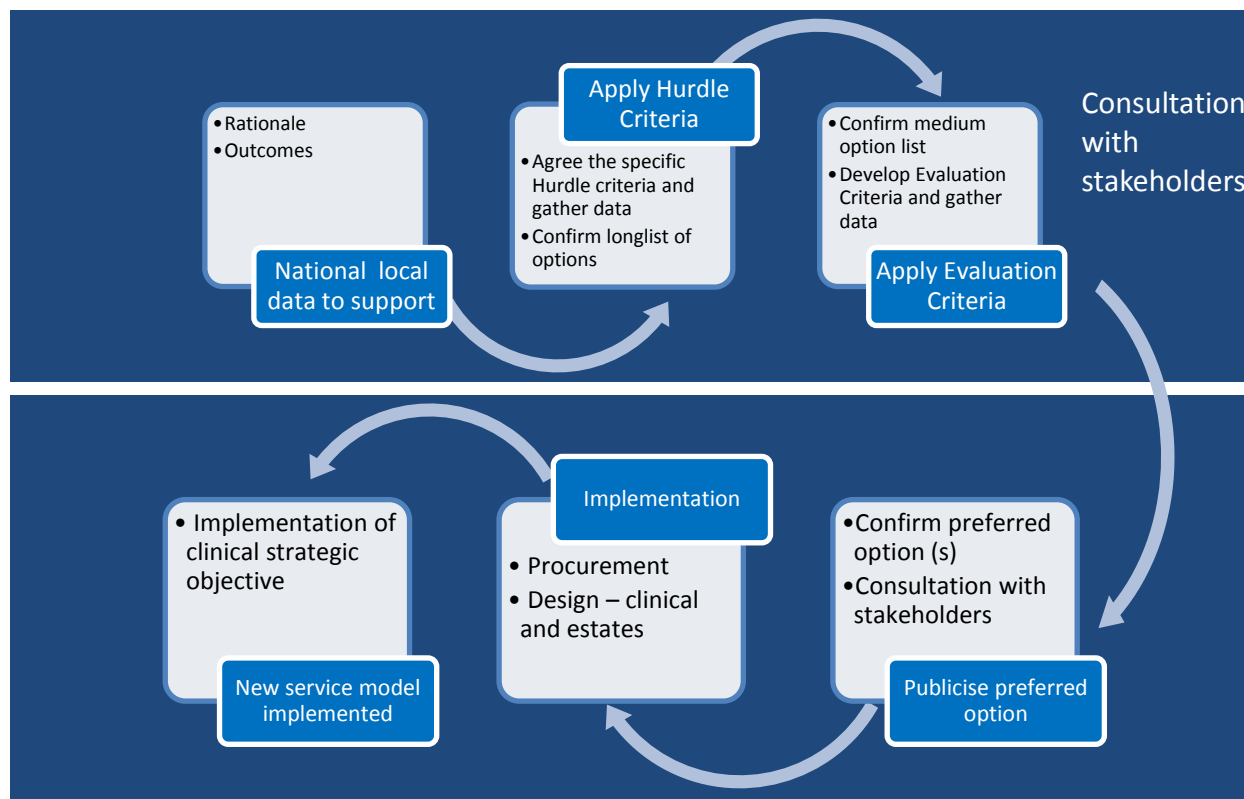 • Rationale
• Outcomes
National local
data to support
Apply Hurdle
Criteria
• Agree the specific
Hurdle criteria and
gather data
• Confirm longlist of
options
• Confirm medium
option list
• Develop Evaluation
Criteria and gather
data
Apply Evaluation
Criteria
Consultation
with
stakeholders
• Implementation of
clinical strategic
objective
New service model
implemented
Implementation
• Procurement
• Design – clinical
and estates
•Confirm preferred
option (s)
•Consultation with
stakeholders
Publicise preferred
option